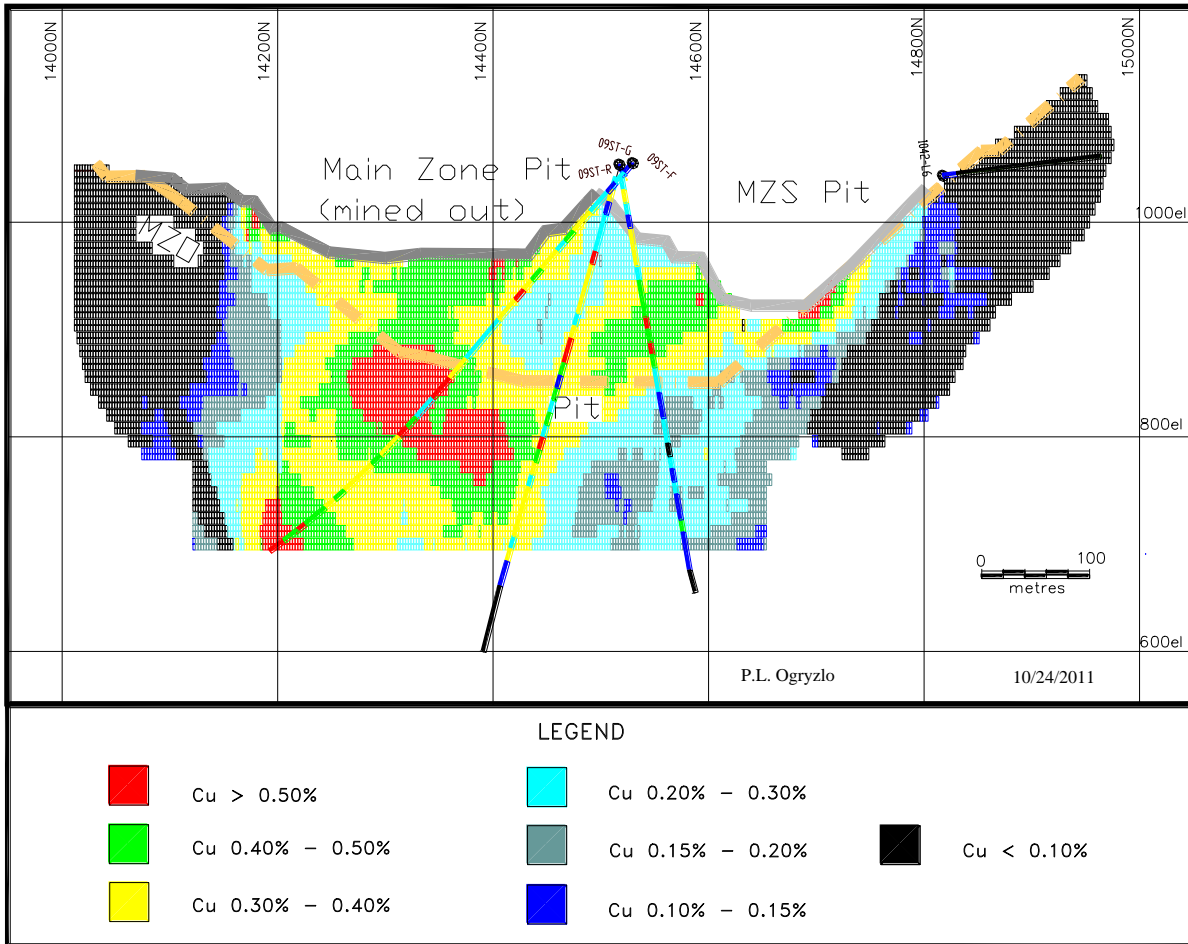 14000N
14200N
14400N
14600N
14800N
15000N
Main Zone Pit
(mined out)
09ST-G
09ST-R
09ST-F
MZS Pit
1042-L6
1000el
Pit
800el
0 100
metres
600el
P.L. Ogryzlo 10/24/2011
LEGEND
Cu > 0.50%
Cu 0.40% - 0.50%
Cu 0.30% - 0.40%
Cu 0.20% - 0.30%
Cu 0.15% - 0.20%
Cu 0.10% - 0.15%
Cu < 0.10%